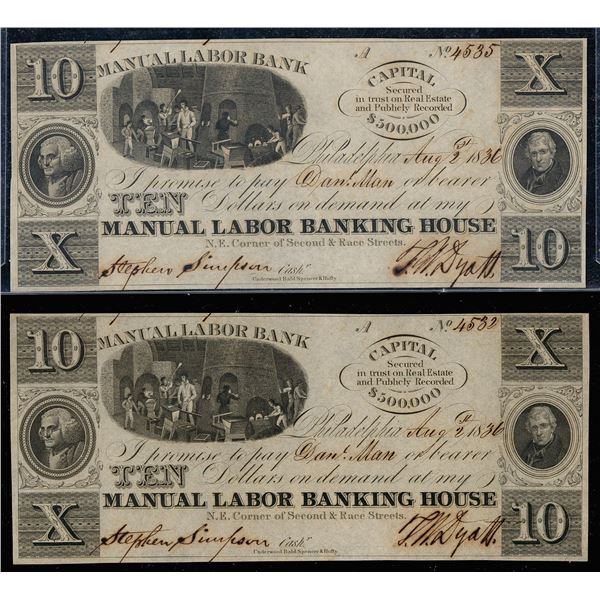 10 MANUAL LABOR BANK A No. 4535 X
CAPITAL
Secured
in trust on Real Estate
and Publicly Recorded
$500,000
Philadelphia Aug 2 1836
I promise to pay Danl. Man or bearer
TEN Dollars on demand at my
MANUAL LABOR BANKING HOUSE
N.E. Corner of Second & Race Streets.
X Stephen Simpson Cashr. T. W. Dyott. 10
Underwood Bald Spencer & Hufty
10 MANUAL LABOR BANK A No. 4532 X
CAPITAL
Secured
in trust on Real Estate
and Publicly Recorded
$500,000
Philadelphia Aug 2 1836
I promise to pay Danl. Man or bearer
TEN Dollars on demand at my
MANUAL LABOR BANKING HOUSE
N.E. Corner of Second & Race Streets.
X Stephen Simpson Cashr. T. W. Dyott. 10
Underwood Bald Spencer & Hufty